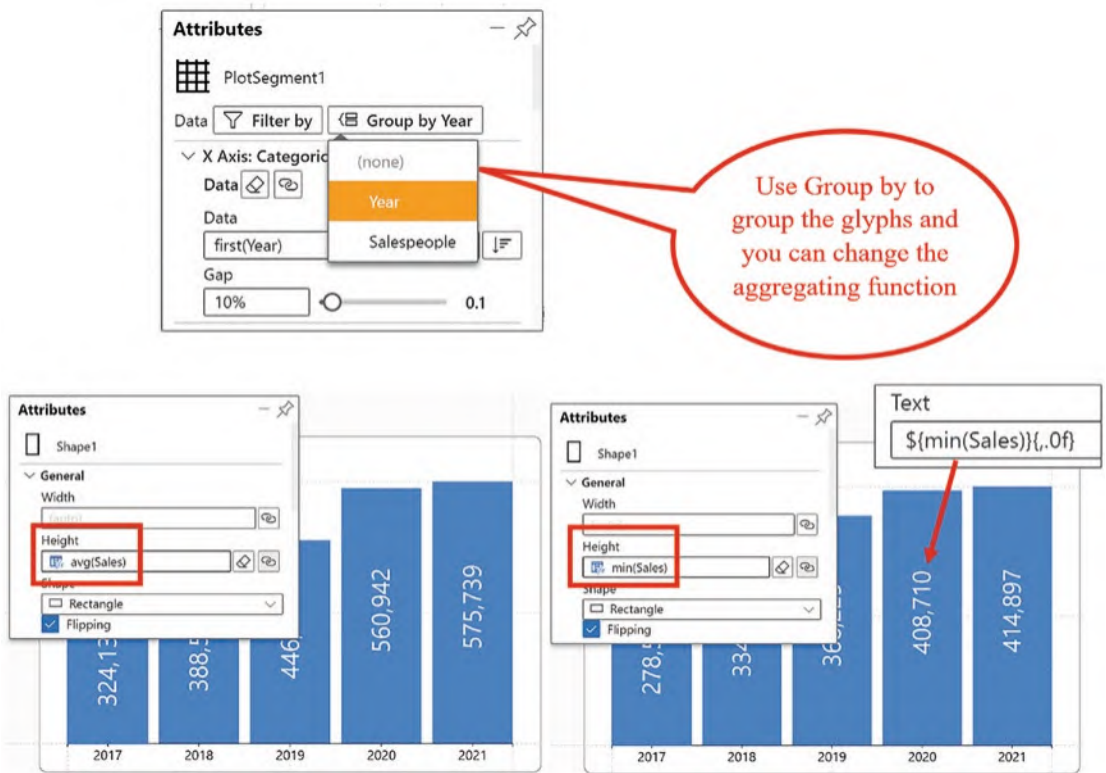 Attributes
PlotSegment1
Data Filter by Group by Year
X Axis: Categoric
(none)
Data
Year
Data
first(Year)
Salespeople
Gap
10% 0.1
Use Group by to
group the glyphs and
you can change the
aggregating function
Attributes
Shape1
General
Width
(auto)
Height
avg(Sales)
Shape
Rectangle
Flipping
324,13
388,5
446,
560,942
575,739
2017 2018 2019 2020 2021
Attributes
Shape1
General
Width
Height
min(Sales)
Shape
Rectangle
Flipping
Text
${min(Sales)}{,.0f}
278,5
334
408,710
414,897
2017 2018 2019 2020 2021